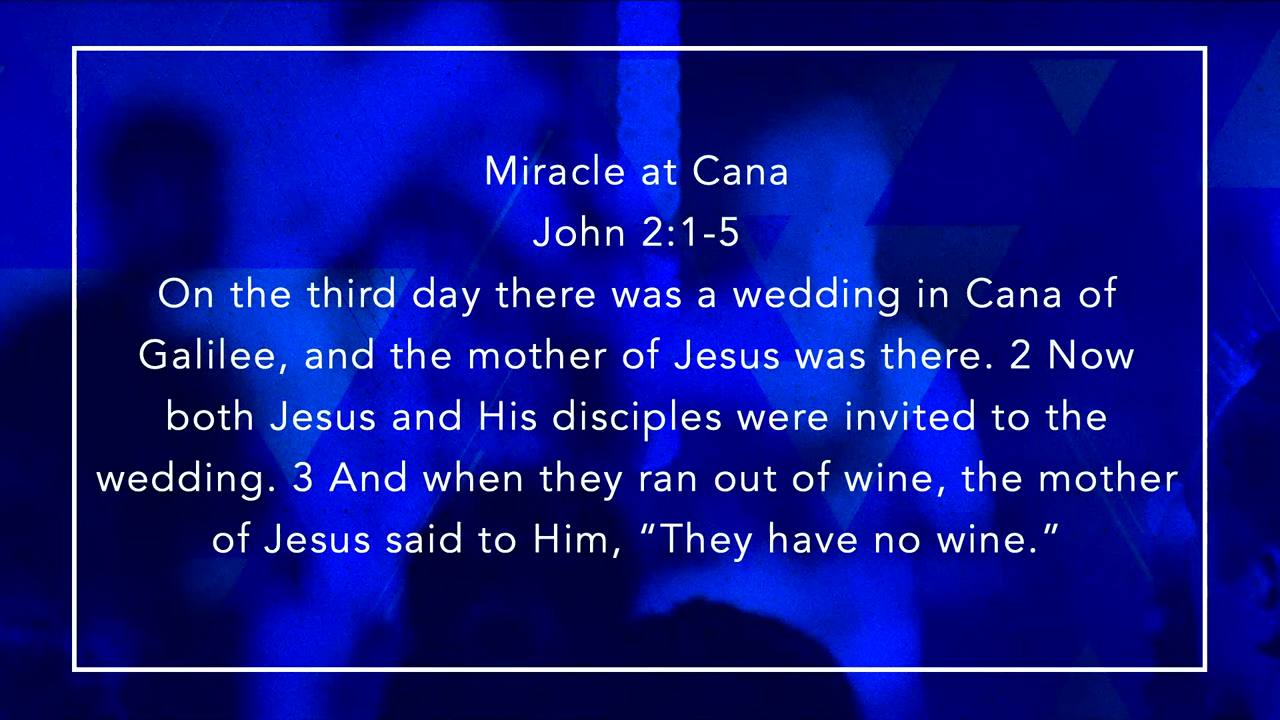 Miracle at Cana
John 2:1-5
On the third day there was a wedding in Cana of
Galilee, and the mother of Jesus was there. 2 Now
both Jesus and His disciples were invited to the
wedding. 3 And when they ran out of wine, the mother
of Jesus said to Him, “They have no wine.”